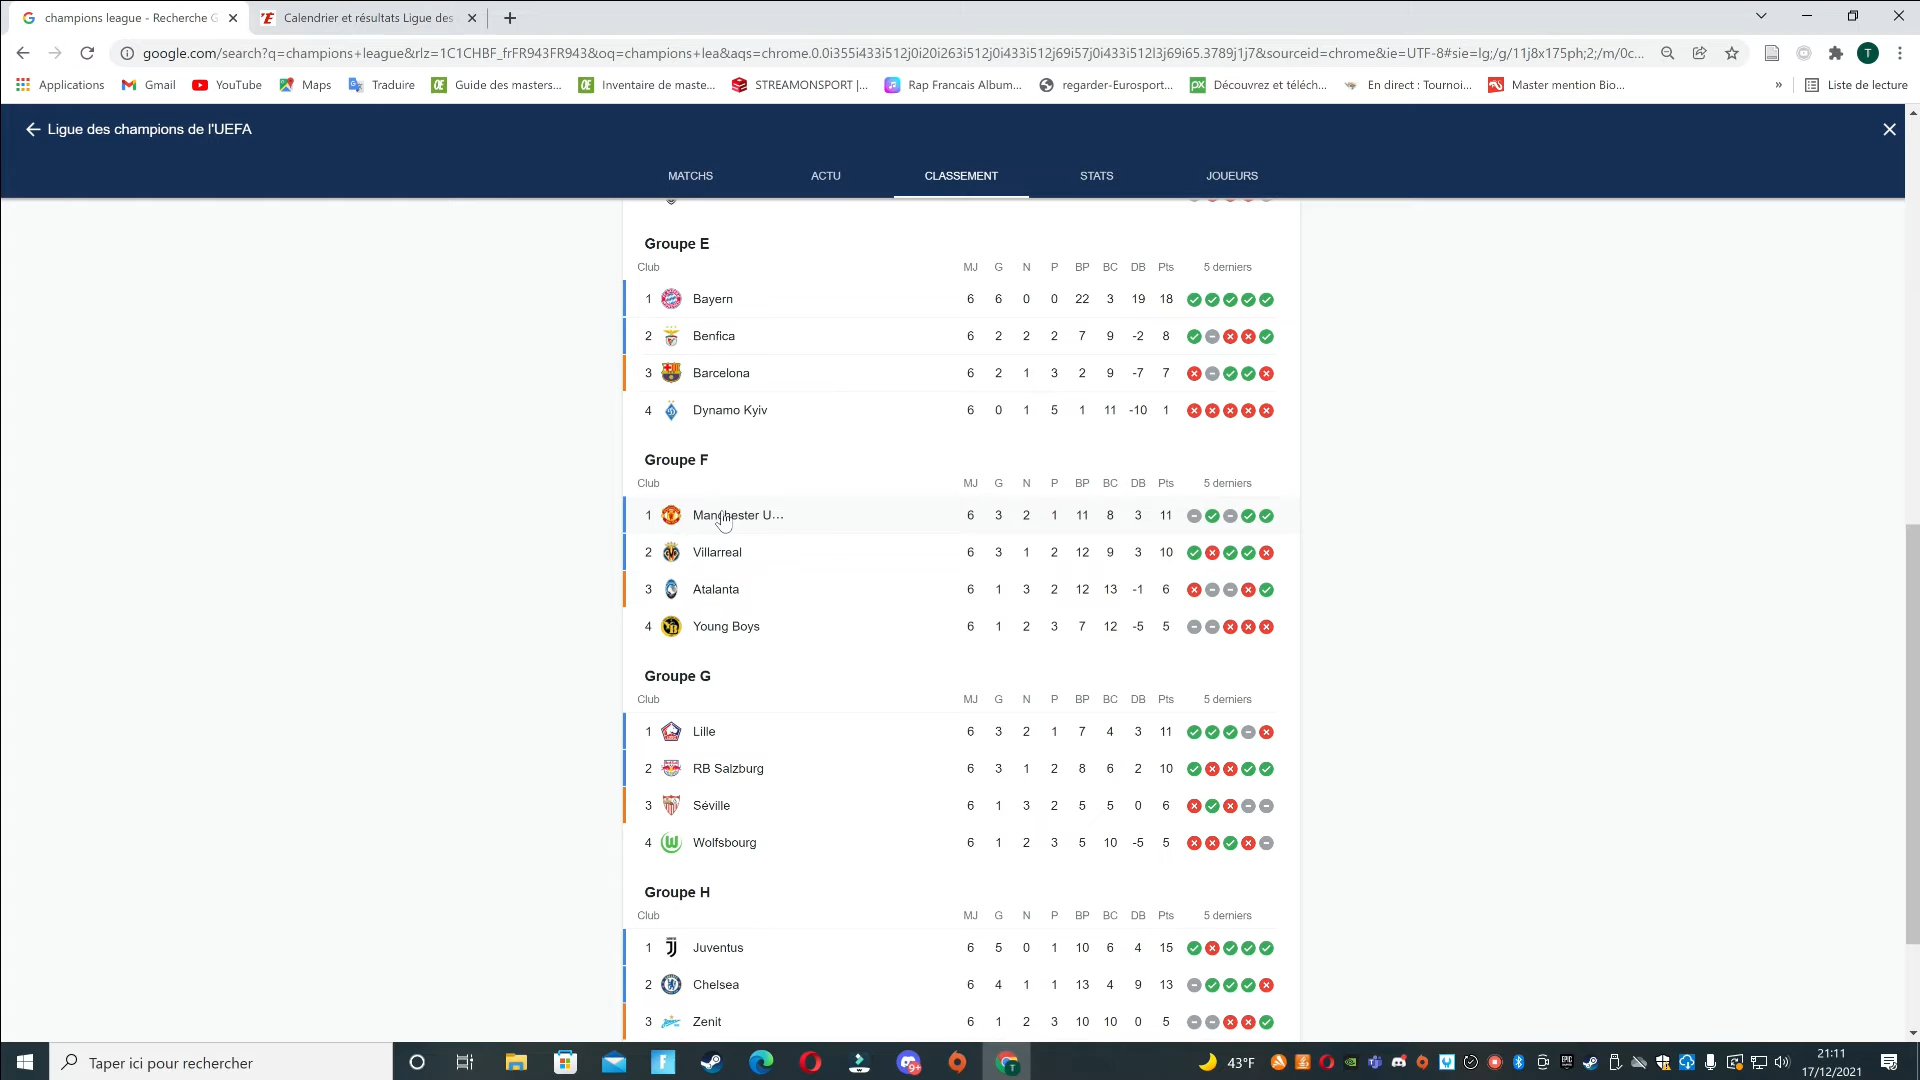 champions league - Recherche G
Calendrier et résultats Ligue des
google.com/search?q=champions+league&rlz=1C1CHBF_frFR943FR943&oq=champions+lea&aqs=chrome.0.0i355i433i512j0i20i263i512j0i433i512j69i57j0i433i512l3j69i65.3789j1j7&sourceid=chrome&ie=UTF-8#sie=lg;/g/11j8x175ph;2;/m/0c...
T
Applications Gmail YouTube Maps Traduire Guide des masters... Inventaire de maste... STREAMONSPORT |... Rap Francais Album... regarder-Eurosport... Découvrez et téléch... En direct : Tournoi... Master mention Bio... » Liste de lecture
Ligue des champions de l'UEFA
MATCHS ACTU CLASSEMENT STATS JOUEURS
Groupe E
Club MJ G N P BP BC DB Pts 5 derniers
1 Bayern 6 6 0 0 22 3 19 18
2 Benfica 6 2 2 2 7 9 -2 8
3 Barcelona 6 2 1 3 2 9 -7 7
4 Dynamo Kyiv 6 0 1 5 1 11 -10 1
Groupe F
Club MJ G N P BP BC DB Pts 5 derniers
1 Manchester U... 6 3 2 1 11 8 3 11
2 Villarreal 6 3 1 2 12 9 3 10
3 Atalanta 6 1 3 2 12 13 -1 6
4 Young Boys 6 1 2 3 7 12 -5 5
Groupe G
Club MJ G N P BP BC DB Pts 5 derniers
1 Lille 6 3 2 1 7 4 3 11
2 RB Salzburg 6 3 1 2 8 6 2 10
3 Séville 6 1 3 2 5 5 0 6
4 Wolfsbourg 6 1 2 3 5 10 -5 5
Groupe H
Club MJ G N P BP BC DB Pts 5 derniers
1 Juventus 6 5 0 1 10 6 4 15
2 Chelsea 6 4 1 1 13 4 9 13
3 Zenit 6 1 2 3 10 10 0 5
Taper ici pour rechercher
43°F
21:11
17/12/2021